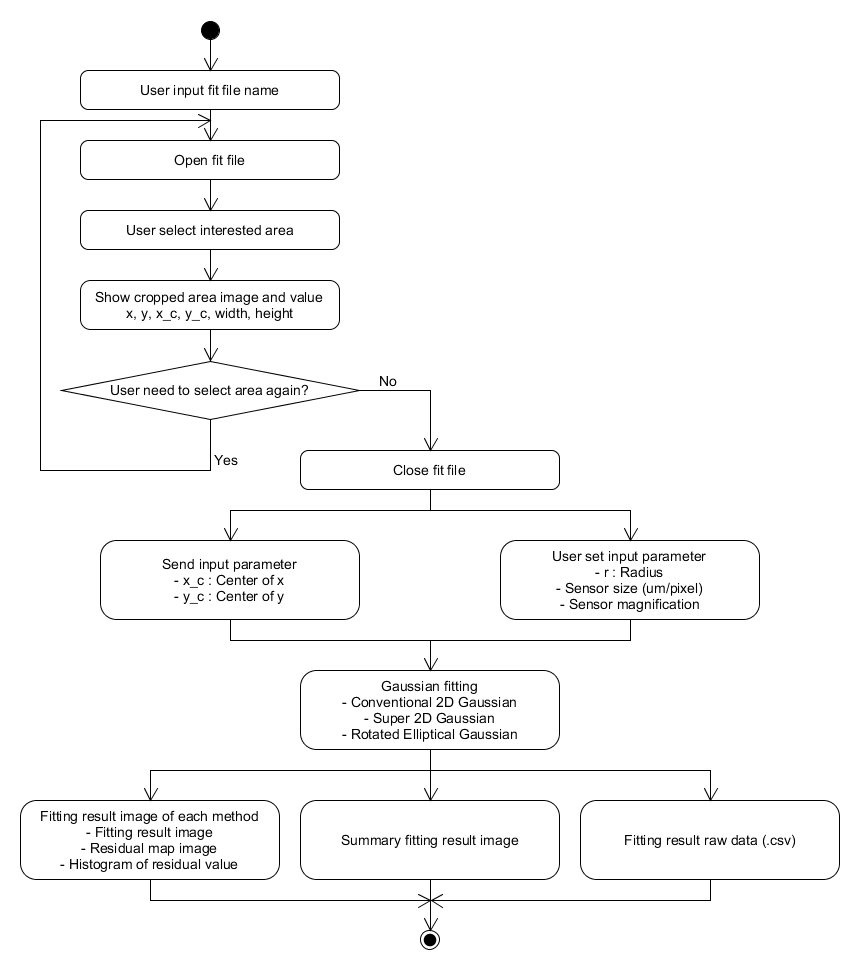 User input fit file name
Open fit file
User select interested area
Show cropped area image and value
x, y, x_c, y_c, width, height
User need to select area again?
No
Yes
Close fit file
Send input parameter
- x_c : Center of x
- y_c : Center of y
User set input parameter
- r : Radius
- Sensor size (um/pixel)
- Sensor magnification
Gaussian fitting
- Conventional 2D Gaussian
- Super 2D Gaussian
- Rotated Elliptical Gaussian
Fitting result image of each method
- Fitting result image
- Residual map image
- Histogram of residual value
Summary fitting result image
Fitting result raw data (.csv)